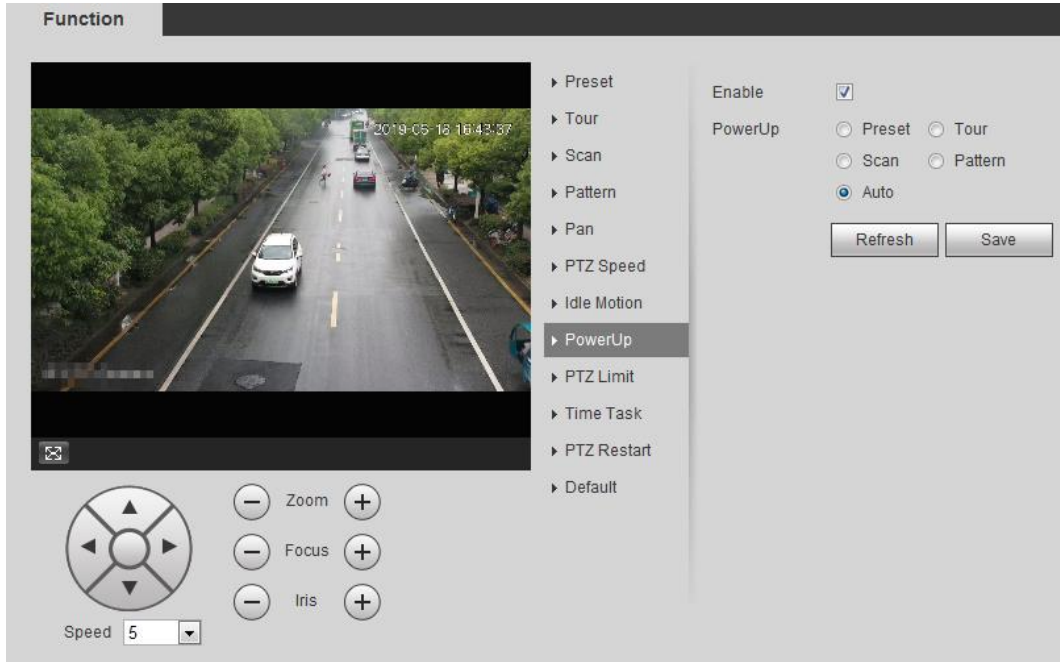 Function
2019-05-18 16:43:37
Preset
Tour
Scan
Pattern
Pan
PTZ Speed
Idle Motion
PowerUp
PTZ Limit
Time Task
PTZ Restart
Default
Enable
PowerUp
Preset
Tour
Scan
Pattern
Auto
Refresh
Save
Zoom
Focus
Iris
Speed 5